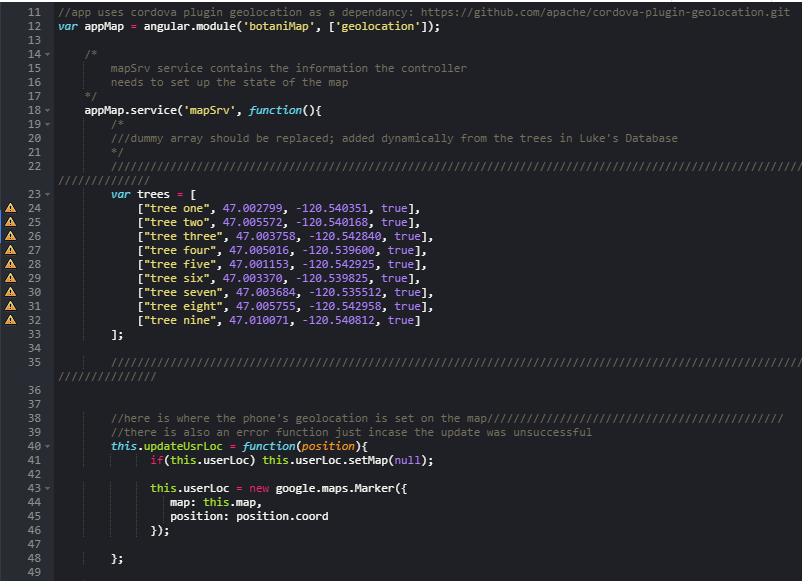 11 //app uses cordova plugin geolocation as a dependancy: https://github.com/apache/cordova-plugin-geolocation.git
12 var appMap = angular.module('botaniMap', ['geolocation']);
13
14 /*
15 mapSrv service contains the information the controller
16 needs to set up the state of the map
17 */
18 appMap.service('mapSrv', function(){
19 /*
20 ///dummy array should be replaced; added dynamically from the trees in Luke's Database
21 */
22 /////////////////////////////////////////////////////////////////////////////////////////////////////////
//////////////
23 var trees = [
24 ["tree one", 47.002799, -120.540351, true],
25 ["tree two", 47.005572, -120.540168, true],
26 ["tree three", 47.003758, -120.542840, true],
27 ["tree four", 47.005016, -120.539600, true],
28 ["tree five", 47.001153, -120.542925, true],
29 ["tree six", 47.003370, -120.539825, true],
30 ["tree seven", 47.003684, -120.535512, true],
31 ["tree eight", 47.005755, -120.542958, true],
32 ["tree nine", 47.010071, -120.540812, true]
33 ];
34
35 /////////////////////////////////////////////////////////////////////////////////////////////////////////
///////////////
36
37
38 //here is where the phone's geolocation is set on the map/////////////////////////////////////////////
39 //there is also an error function just incase the update was unsuccessful
40 this.updateUsrLoc = function(position){
41 if(this.userLoc) this.userLoc.setMap(null);
42
43 this.userLoc = new google.maps.Marker({
44 map: this.map,
45 position: position.coord
46 });
47
48 };
49